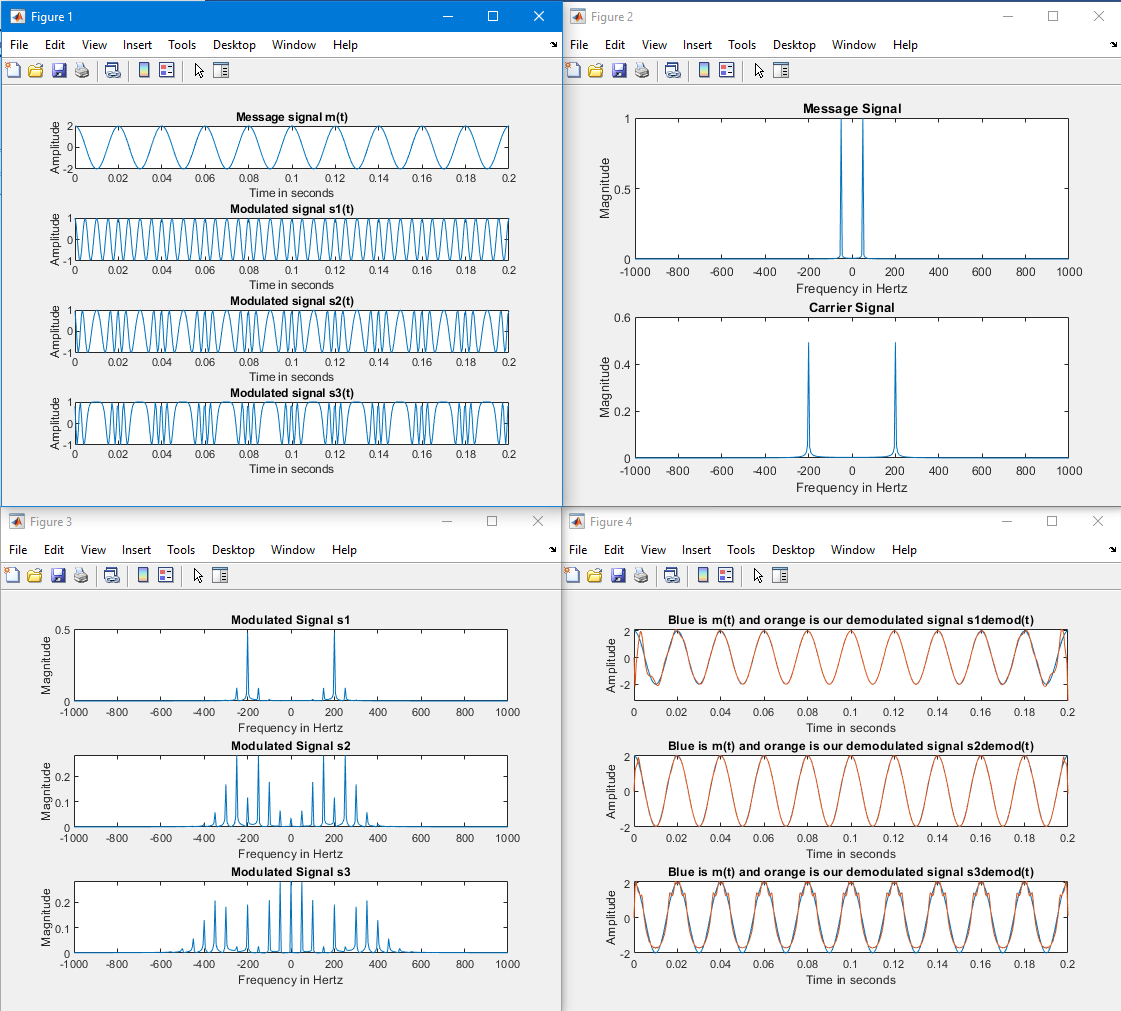 Figure 1
File Edit View Insert Tools Desktop Window Help
Message signal m(t)
Amplitude
2
0
-2
0 0.02 0.04 0.06 0.08 0.1 0.12 0.14 0.16 0.18 0.2
Time in seconds
Modulated signal s1(t)
Amplitude
1
0
-1
0 0.02 0.04 0.06 0.08 0.1 0.12 0.14 0.16 0.18 0.2
Time in seconds
Modulated signal s2(t)
Amplitude
1
0
-1
0 0.02 0.04 0.06 0.08 0.1 0.12 0.14 0.16 0.18 0.2
Time in seconds
Modulated signal s3(t)
Amplitude
1
0
-1
0 0.02 0.04 0.06 0.08 0.1 0.12 0.14 0.16 0.18 0.2
Time in seconds
Figure 2
File Edit View Insert Tools Desktop Window Help
Message Signal
Magnitude
1
0.5
0
-1000 -800 -600 -400 -200 0 200 400 600 800 1000
Frequency in Hertz
Carrier Signal
Magnitude
0.6
0.4
0.2
0
-1000 -800 -600 -400 -200 0 200 400 600 800 1000
Frequency in Hertz
Figure 3
File Edit View Insert Tools Desktop Window Help
Modulated Signal s1
Magnitude
0.5
0
-1000 -800 -600 -400 -200 0 200 400 600 800 1000
Frequency in Hertz
Modulated Signal s2
Magnitude
0.2
0.1
0
-1000 -800 -600 -400 -200 0 200 400 600 800 1000
Frequency in Hertz
Modulated Signal s3
Magnitude
0.2
0.1
0
-1000 -800 -600 -400 -200 0 200 400 600 800 1000
Frequency in Hertz
Figure 4
File Edit View Insert Tools Desktop Window Help
Blue is m(t) and orange is our demodulated signal s1demod(t)
Amplitude
2
0
-2
0 0.02 0.04 0.06 0.08 0.1 0.12 0.14 0.16 0.18 0.2
Time in seconds
Blue is m(t) and orange is our demodulated signal s2demod(t)
Amplitude
2
0
-2
0 0.02 0.04 0.06 0.08 0.1 0.12 0.14 0.16 0.18 0.2
Time in seconds
Blue is m(t) and orange is our demodulated signal s3demod(t)
Amplitude
2
0
-2
0 0.02 0.04 0.06 0.08 0.1 0.12 0.14 0.16 0.18 0.2
Time in seconds